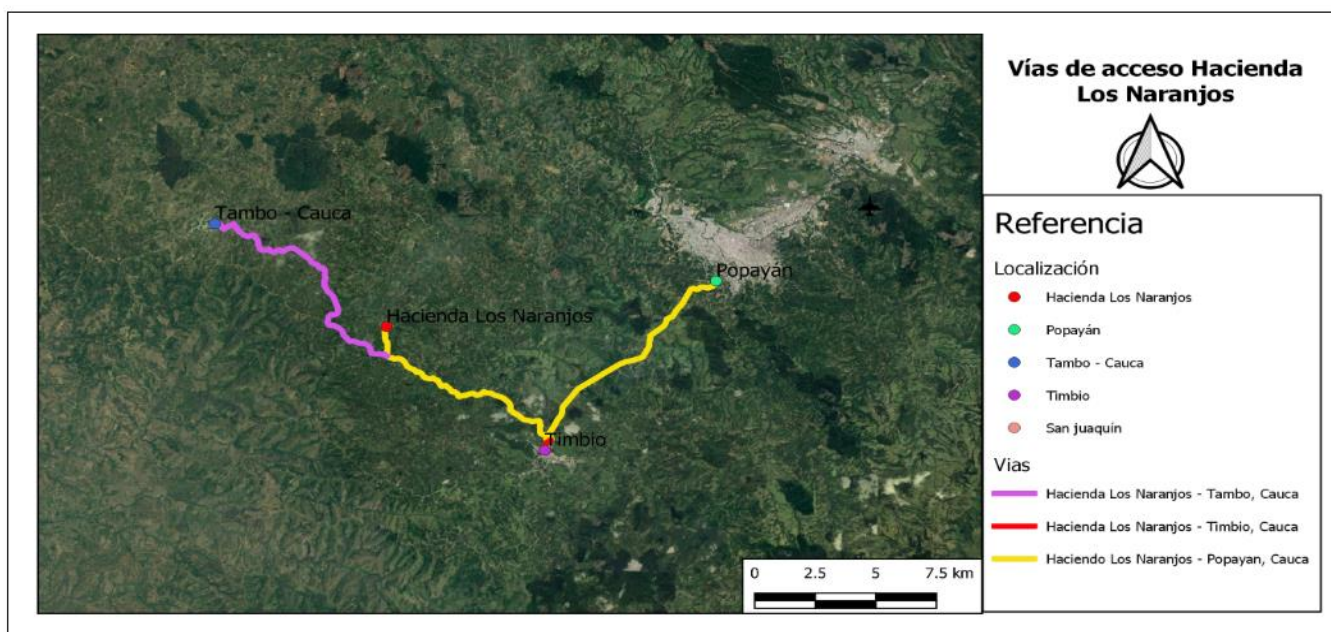 Vías de acceso Hacienda
Los Naranjos
Tambo - Cauca
Popayán
Hacienda Los Naranjos
Timbio
0 2.5 5 7.5 km
Referencia
Localización
Hacienda Los Naranjos
Popayán
Tambo - Cauca
Timbio
San juaquín
Vias
Hacienda Los Naranjos - Tambo, Cauca
Hacienda Los Naranjos - Timbio, Cauca
Haciendo Los Naranjos - Popayan, Cauca